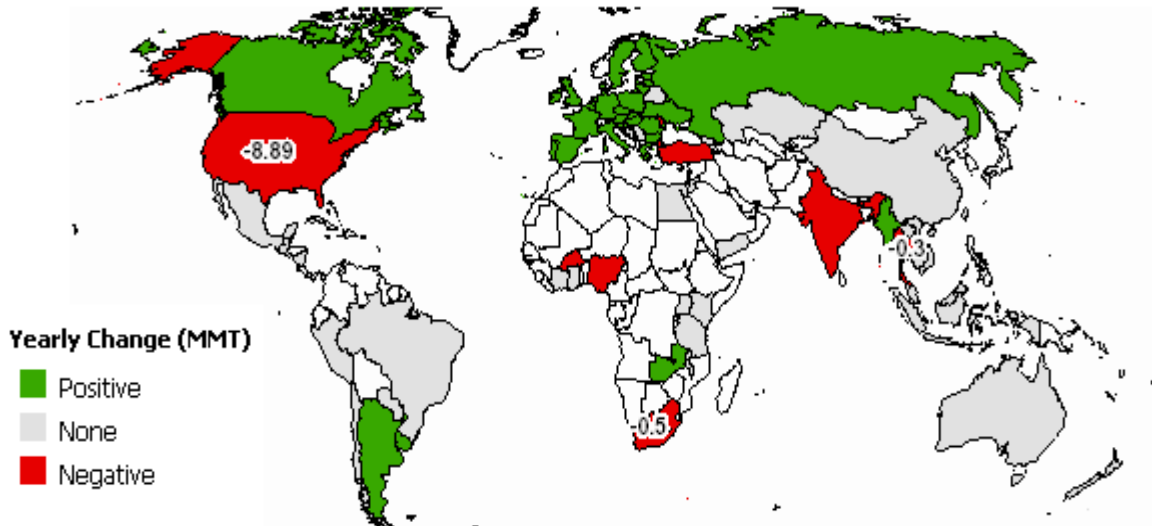 -8.89
-0.3
Yearly Change (MMT)
Positive
None
-0.5
Negative